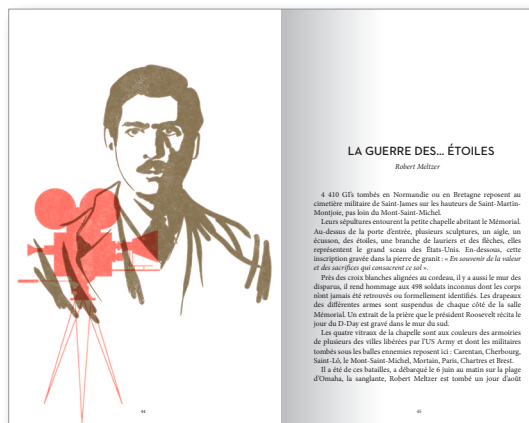 44
LA GUERRE DES... ÉTOILES
Robert Meltzer
4 410 GI's tombés en Normandie ou en Bretagne reposent au
cimetière militaire de Saint-James sur les hauteurs de Saint-Martin-
Montjoie, pas loin du Mont-Saint-Michel.
Leurs sépultures entourent la petite chapelle abritant le Mémorial.
Au-dessus de la porte d'entrée, plusieurs sculptures, un aigle, un
écusson, des étoiles, une branche de lauriers et des flèches, elles
représentent le grand sceau des États-Unis. En-dessous, cette
inscription gravée dans la pierre de granit : « En souvenir de la valeur
et des sacrifices qui consacrent ce sol ».
Près des croix blanches alignées au cordeau, il y a aussi le mur des
disparus, il rend hommage aux 498 soldats inconnus dont les corps
n'ont jamais été retrouvés ou formellement identifiés. Les drapeaux
des différentes armes sont suspendus de chaque côté de la salle
Mémorial. Un extrait de la prière que le président Roosevelt récita le
jour du D-Day est gravé dans le mur du sud.
Les quatre vitraux de la chapelle sont aux couleurs des armoiries
de plusieurs des villes libérées par l'US Army et dont les militaires
tombés sous les balles ennemies reposent ici : Carentan, Cherbourg,
Saint-Lô, le Mont-Saint-Michel, Mortain, Paris, Chartres et Brest.
Il a été de ces batailles, a débarqué le 6 juin au matin sur la plage
d'Omaha, la sanglante, Robert Meltzer est tombé un jour d'août
45